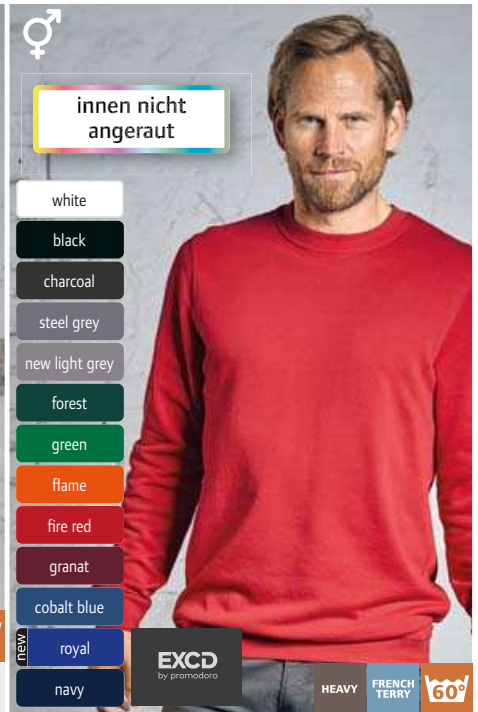 innen nicht
angeraut
white
black
charcoal
steel grey
new light grey
forest
green
flame
fire red
granat
cobalt blue
new
royal
navy
EXCD
by promodoro
HEAVY
FRENCH
TERRY
60°